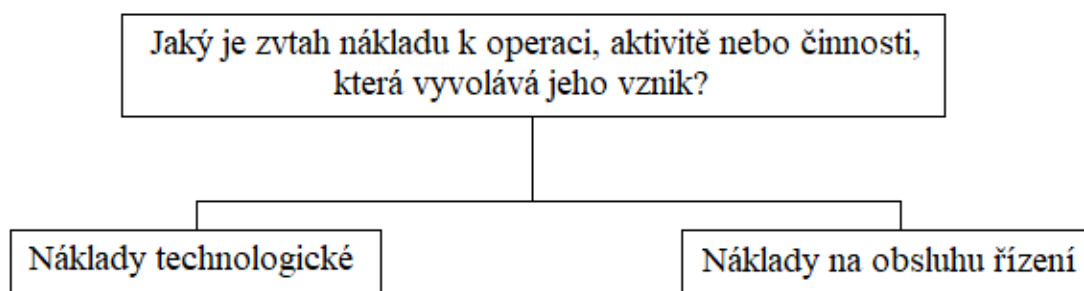 Jaký je zvtah nákladu k operaci, aktivitě nebo činnosti,
která vyvolává jeho vznik?
Náklady technologické
Náklady na obsluhu řízení